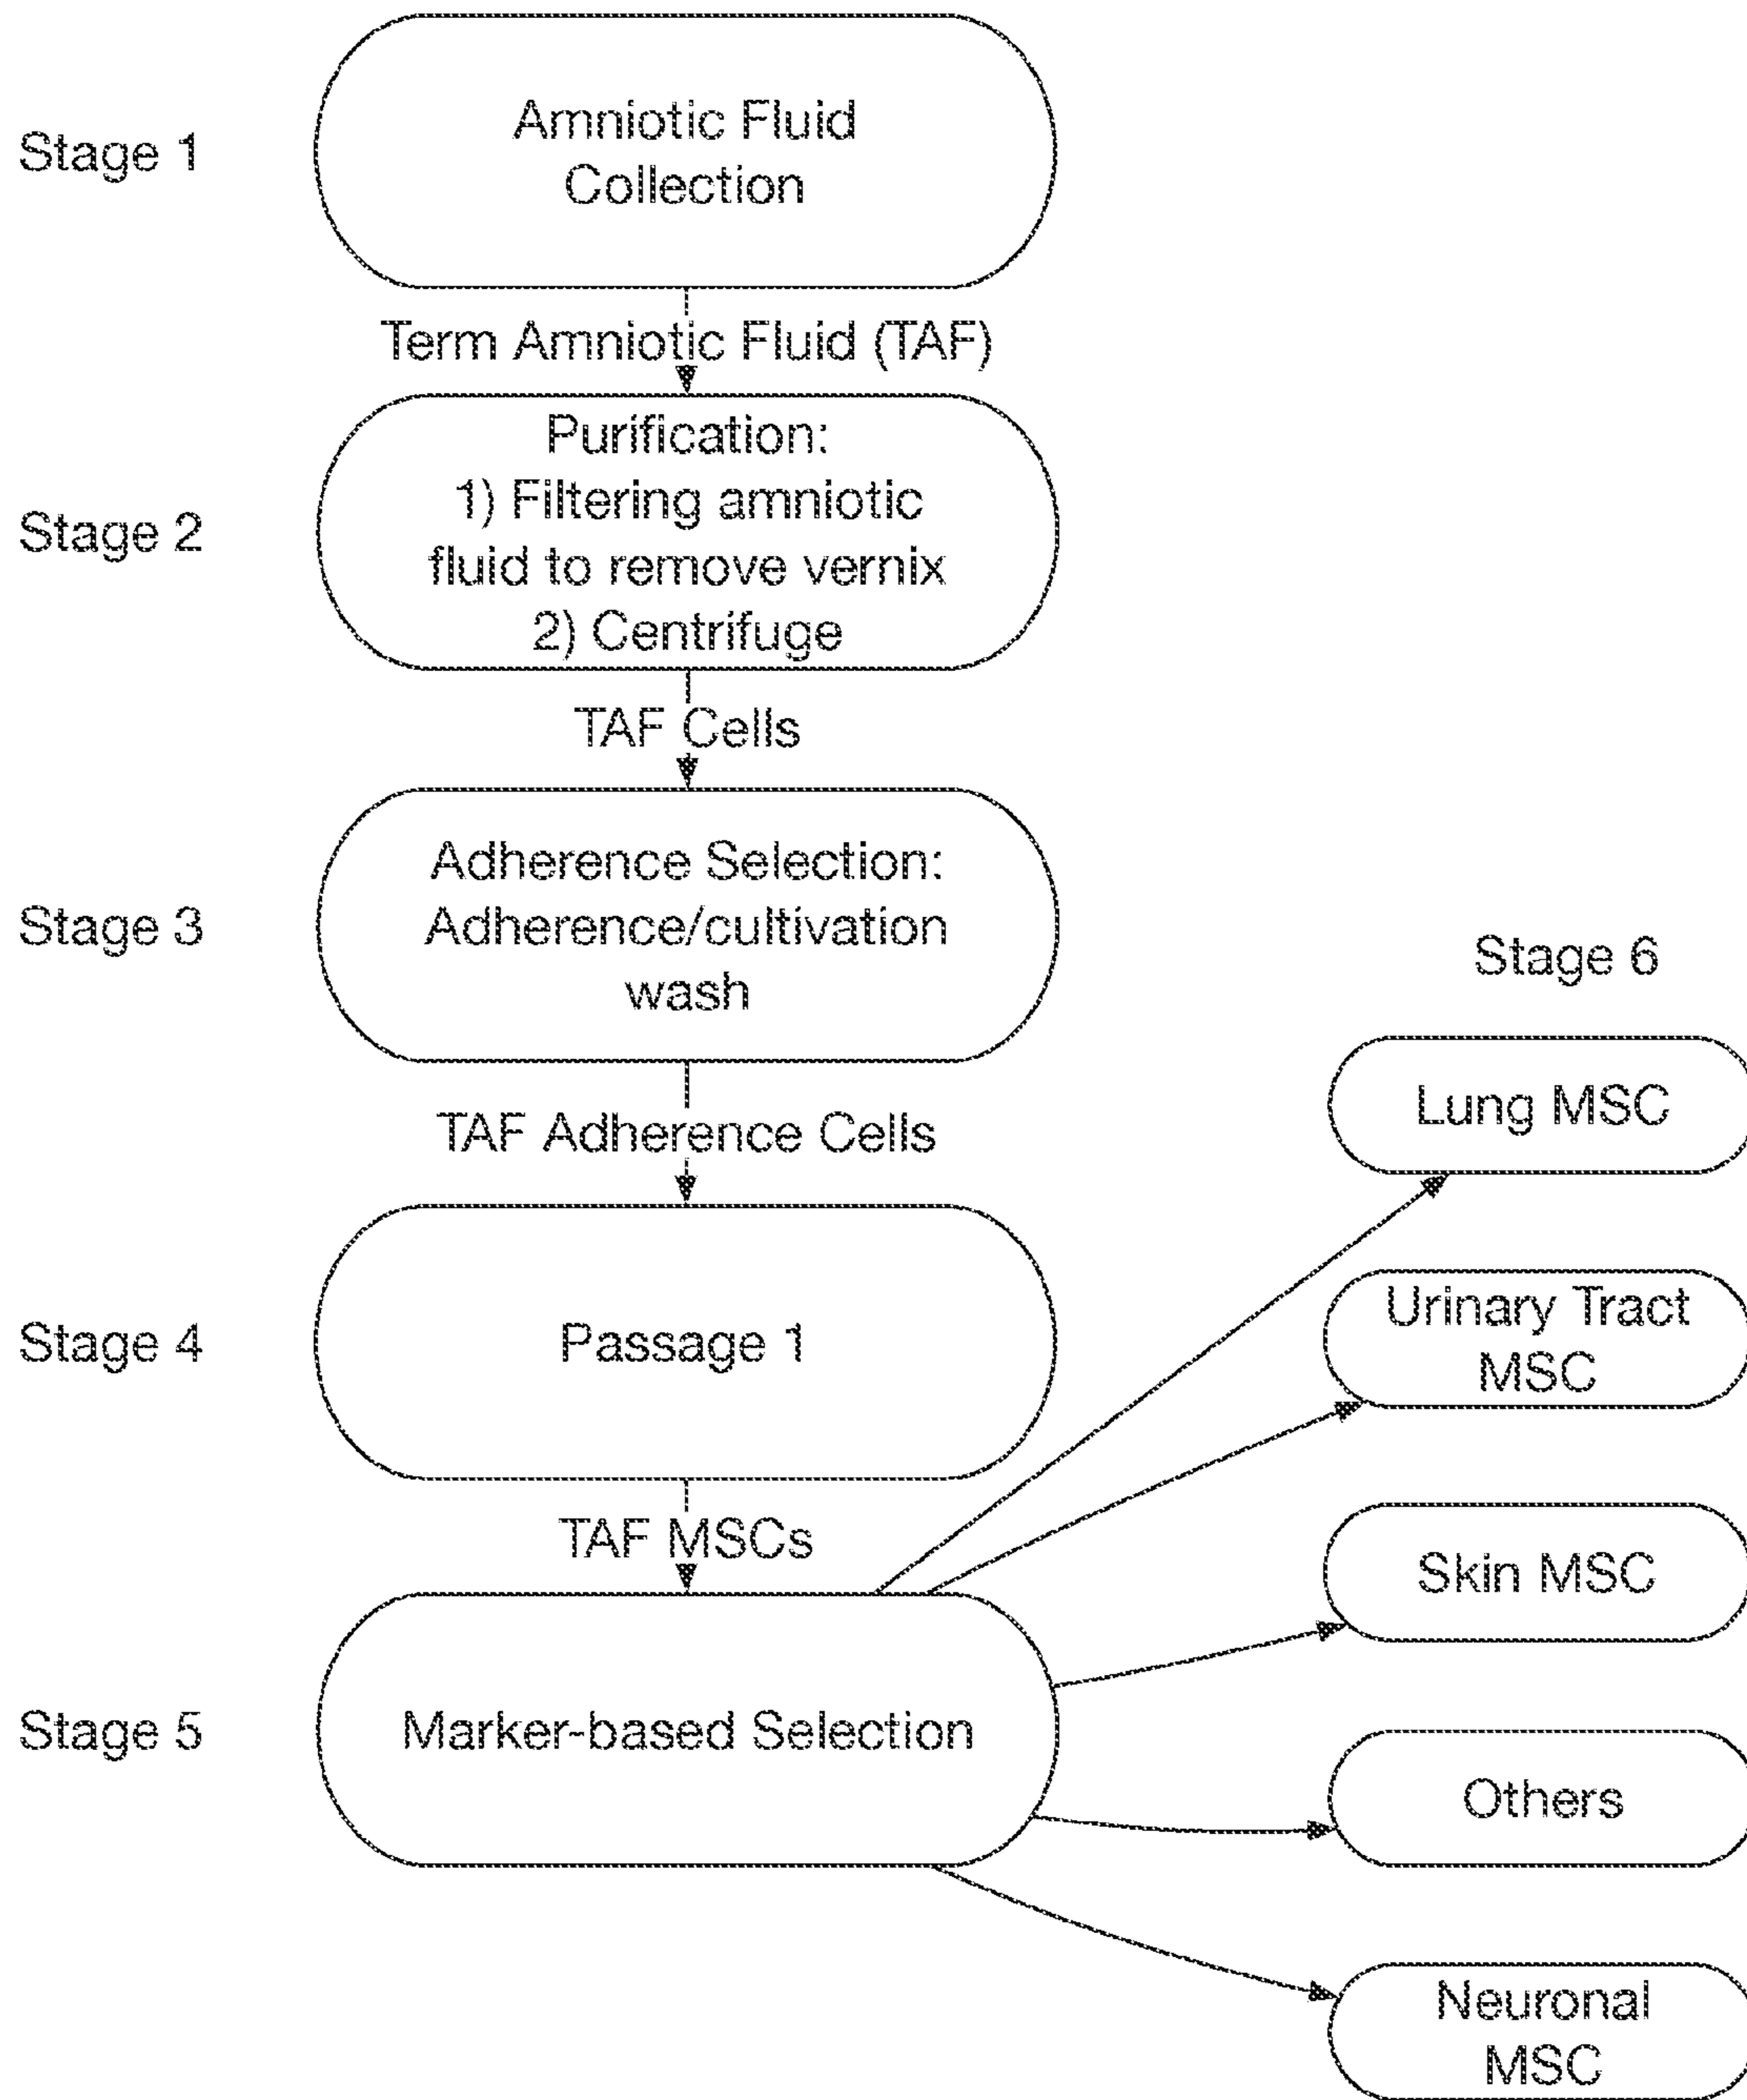 Stage 1
Amniotic Fluid
Collection
Term Amniotic Fluid (TAF)
Stage 2
Purification:
1) Filtering amniotic
fluid to remove vernix
2) Centrifuge
TAF Cells
Stage 3
Adherence Selection:
Adherence/cultivation
wash
TAF Adherence Cells
Stage 4
Passage 1
TAF MSCs
Stage 5
Marker-based Selection
Stage 6
Lung MSC
Urinary Tract
MSC
Skin MSC
Others
Neuronal
MSC